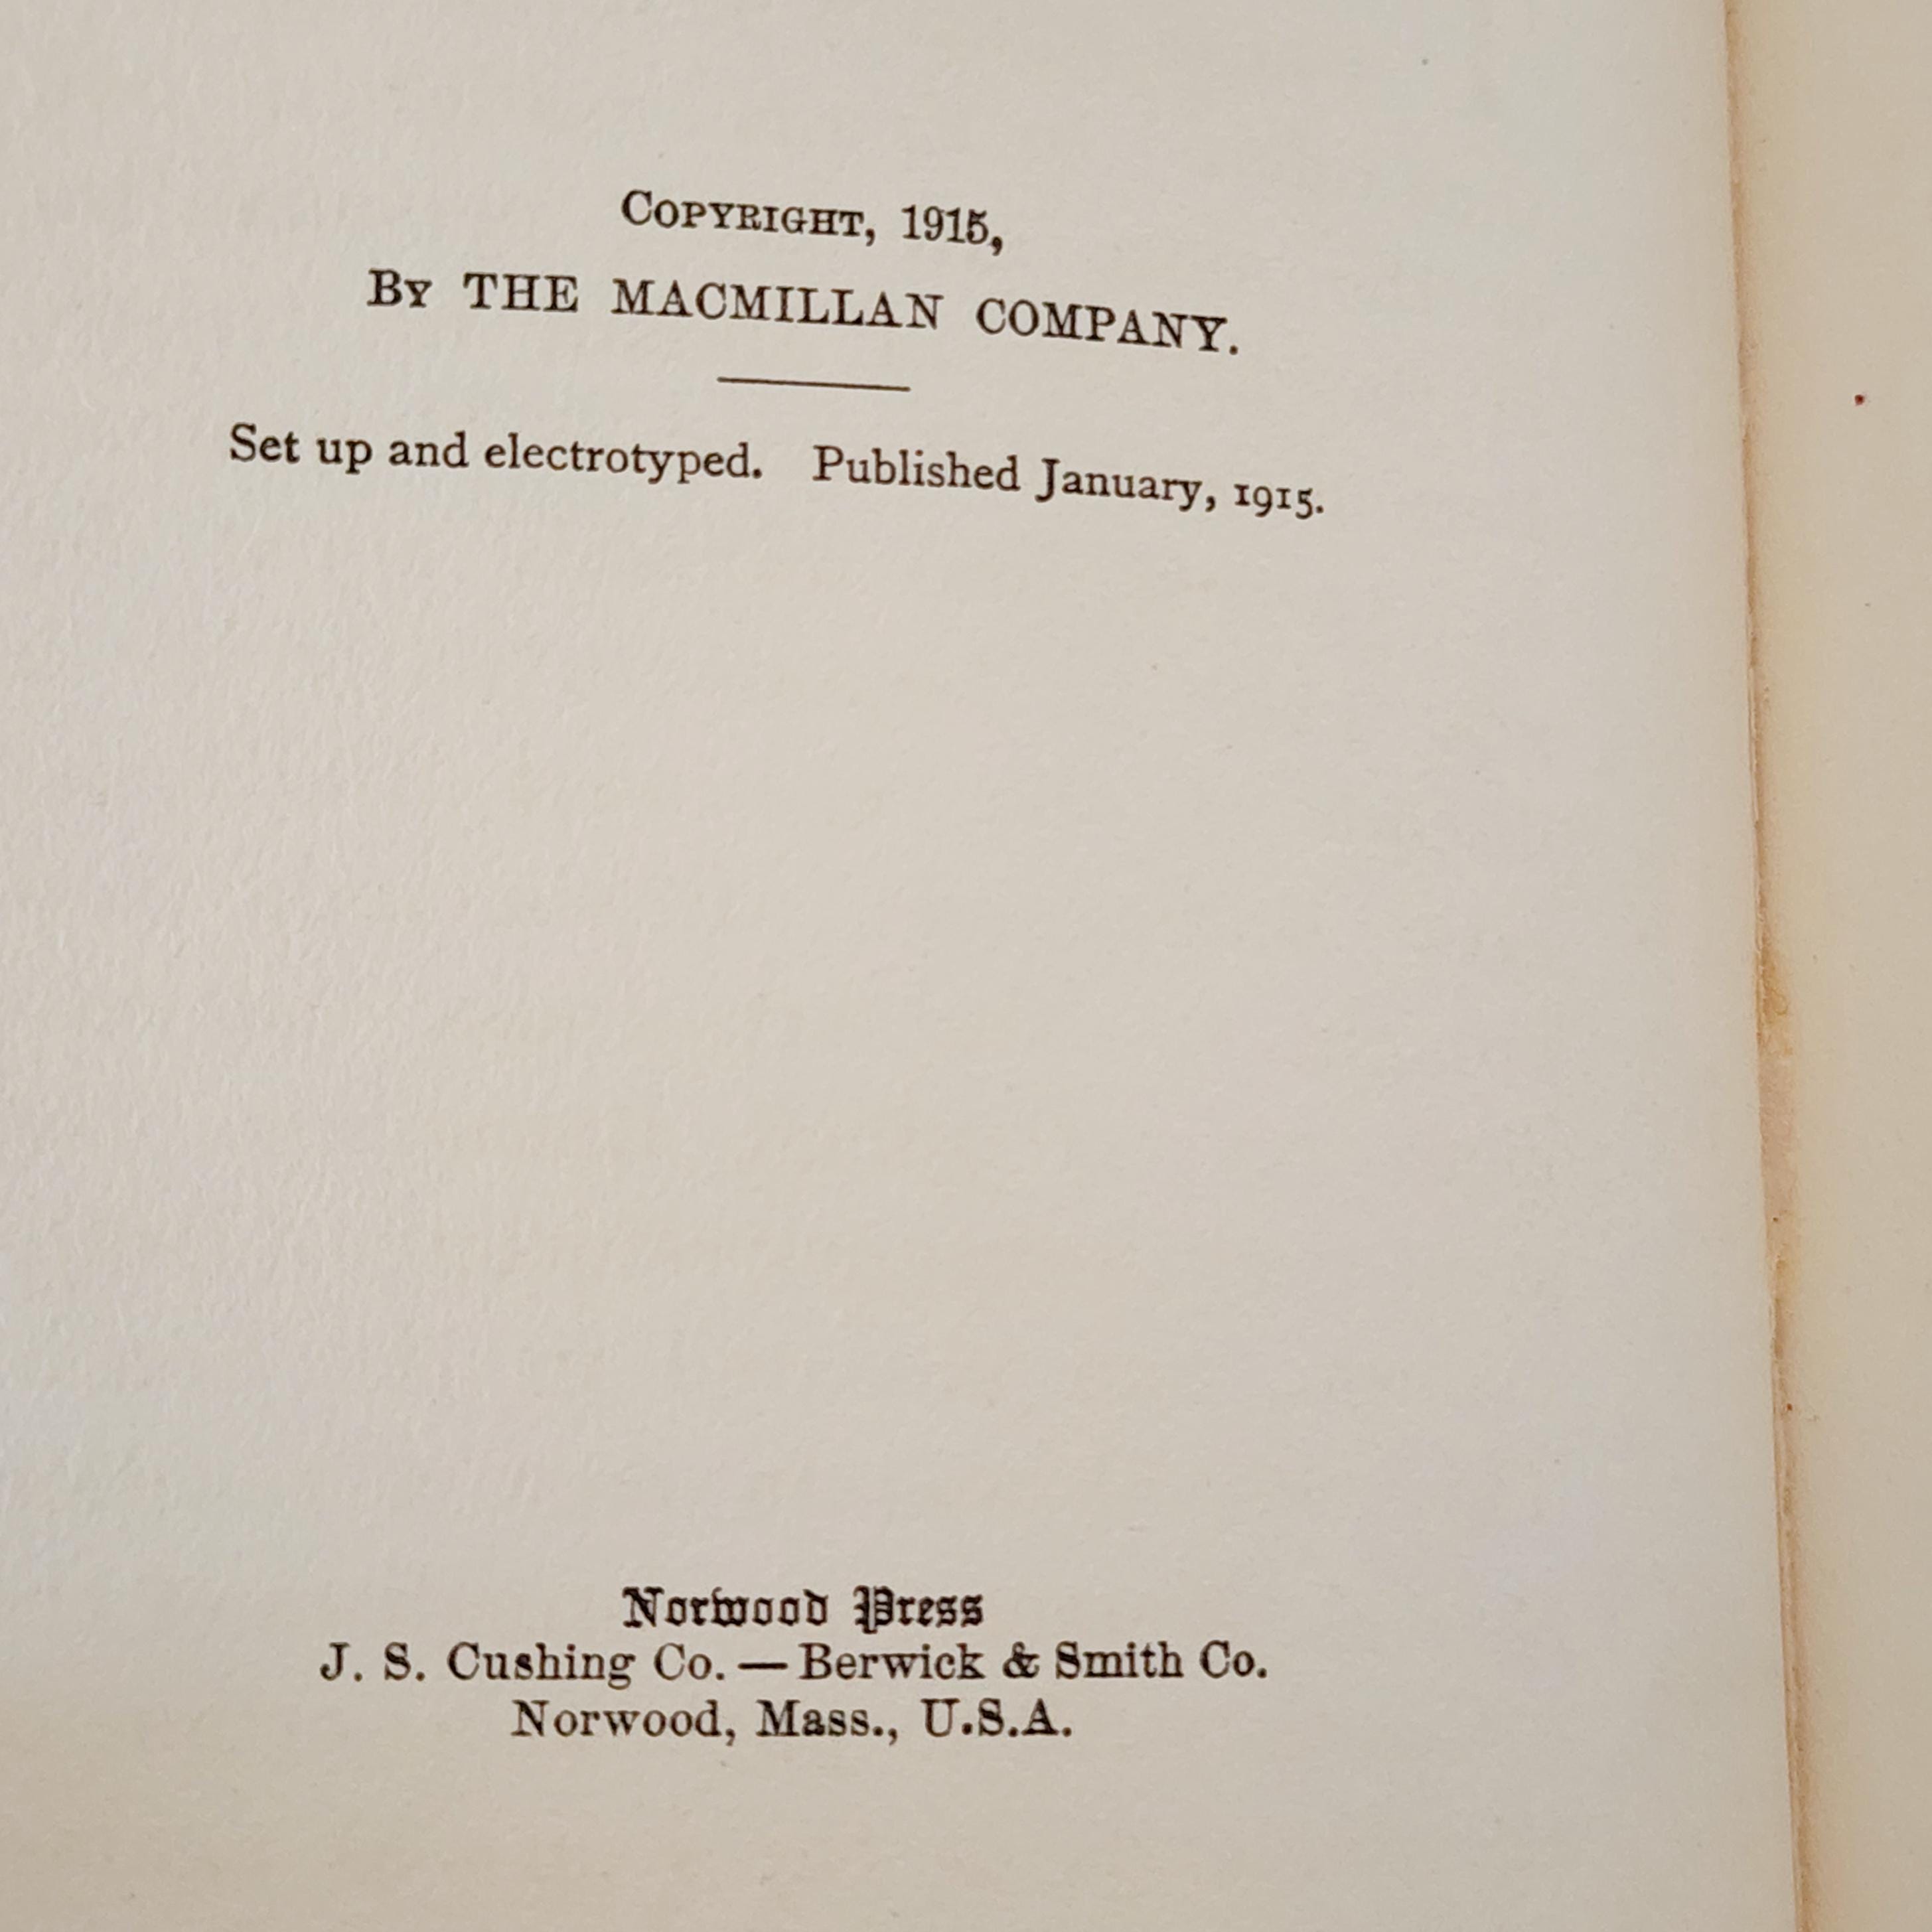 COPYRIGHT, 1915,
BY THE MACMILLAN COMPANY.
Set up and electrotyped. Published January, 1915.
Norwood Press
J. S. Cushing Co. — Berwick & Smith Co.
Norwood, Mass., U.S.A.